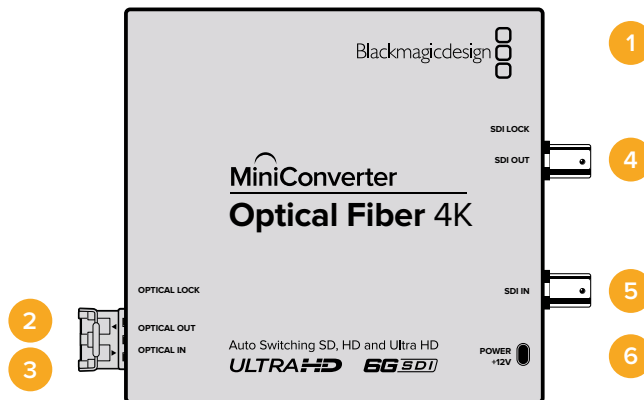 Blackmagicdesign
1
SDI LOCK
SDI OUT
4
MiniConverter
Optical Fiber 4K
OPTICAL LOCK
SDI IN
5
2
OPTICAL OUT
OPTICAL IN
3
Auto Switching SD, HD and Ultra HD
ULTRAHD 6G SDI
POWER
+12V
6